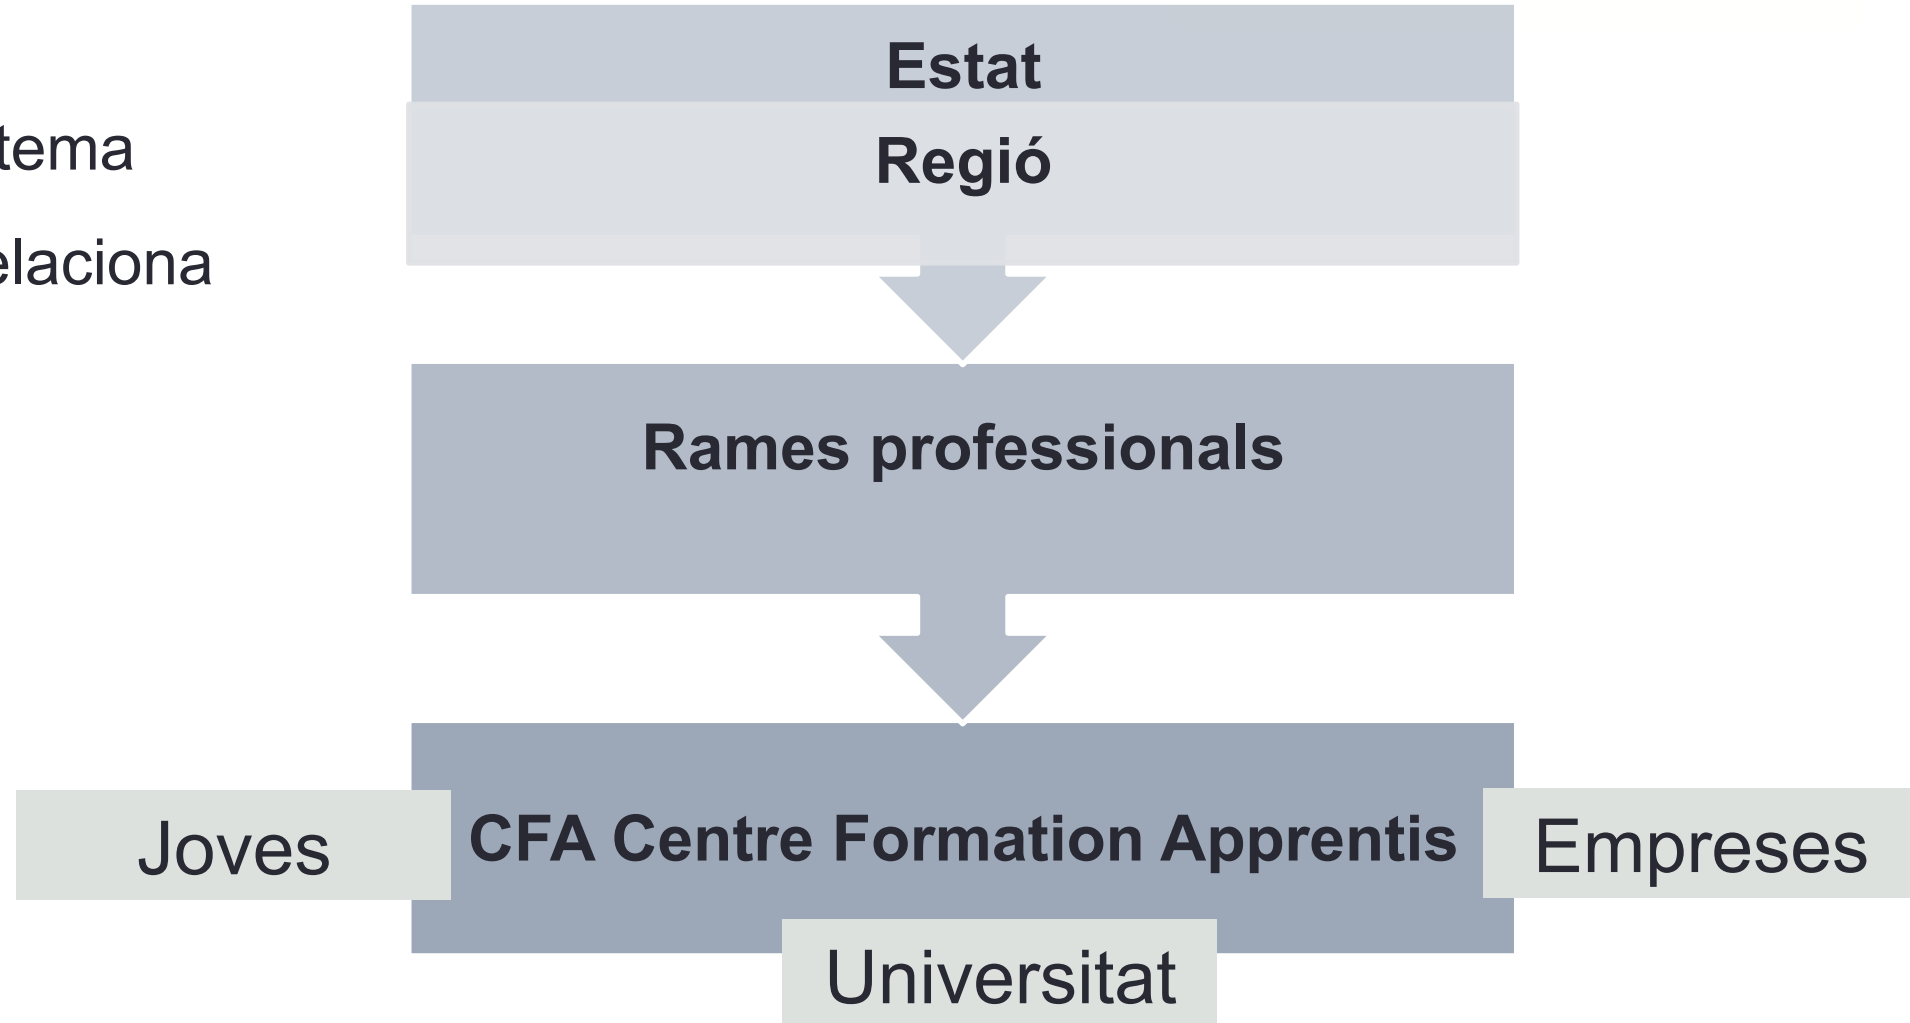 Estat
Regió
tema
elaciona
Rames professionals
Joves
CFA Centre Formation Apprentis
Empreses
Universitat